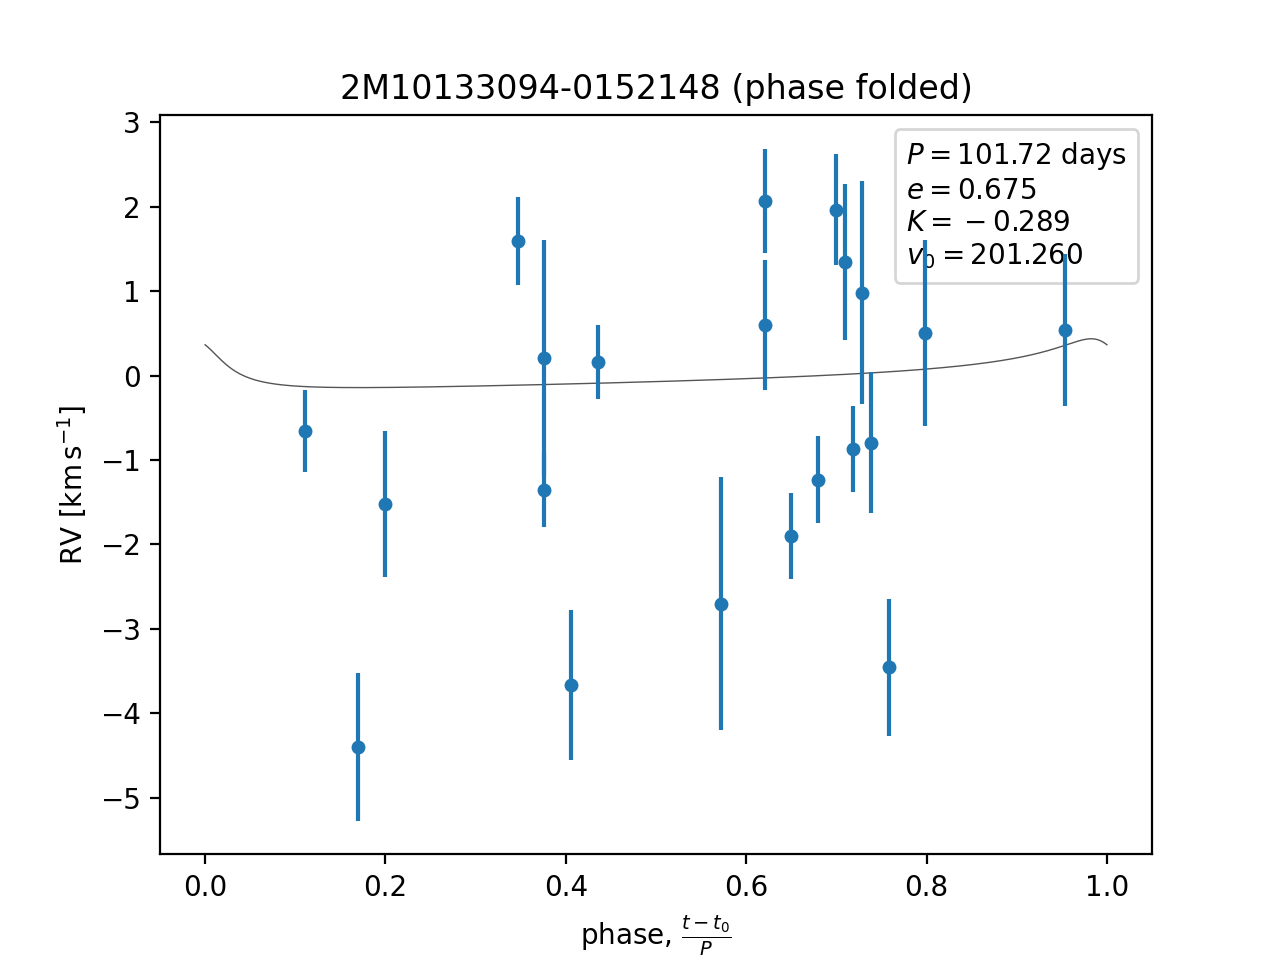 2M10133094-0152148 (phase folded)
P = 101.72 days
e = 0.675
K = −0.289
v₀ = 201.260
3
2
1
0
−1
−2
−3
−4
−5
RV [km s⁻¹]
0.0 0.2 0.4 0.6 0.8 1.0
phase, (t − t₀)/P